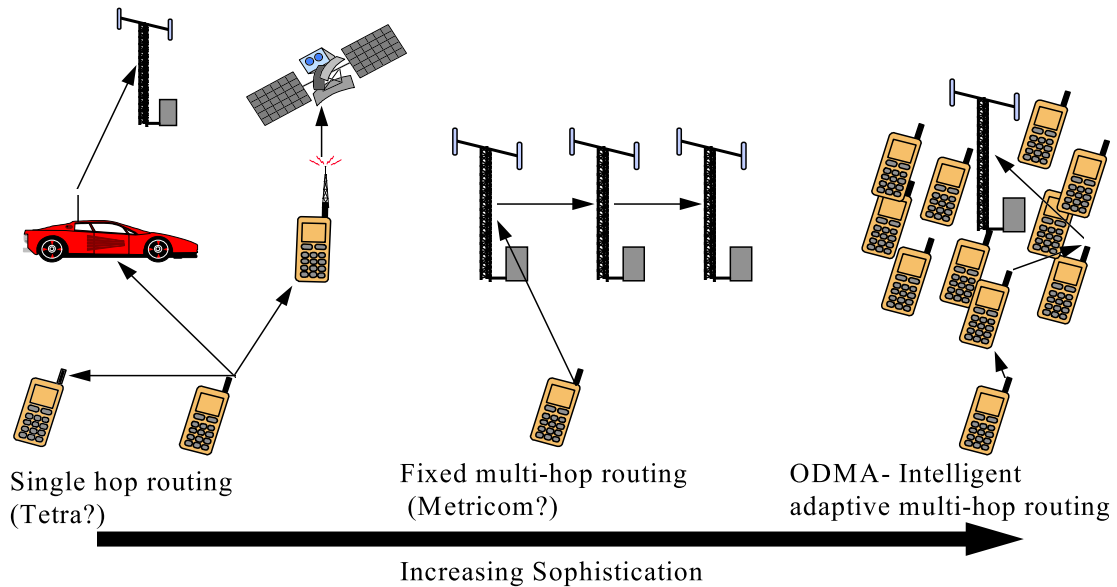 Single hop routing
(Tetra?)
Fixed multi-hop routing
(Metricom?)
ODMA- Intelligent
adaptive multi-hop routing
Increasing Sophistication